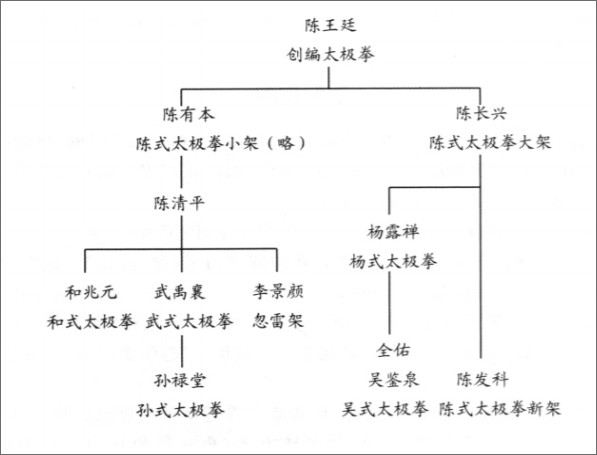 陈王廷
创编太极拳
陈有本
陈式太极拳小架（略）
陈长兴
陈式太极拳大架
陈清平
杨露禅
杨式太极拳
和兆元
和式太极拳
武禹襄
武式太极拳
李景颜
忽雷架
孙禄堂
孙式太极拳
全佑
吴鉴泉
吴式太极拳
陈发科
陈式太极拳新架